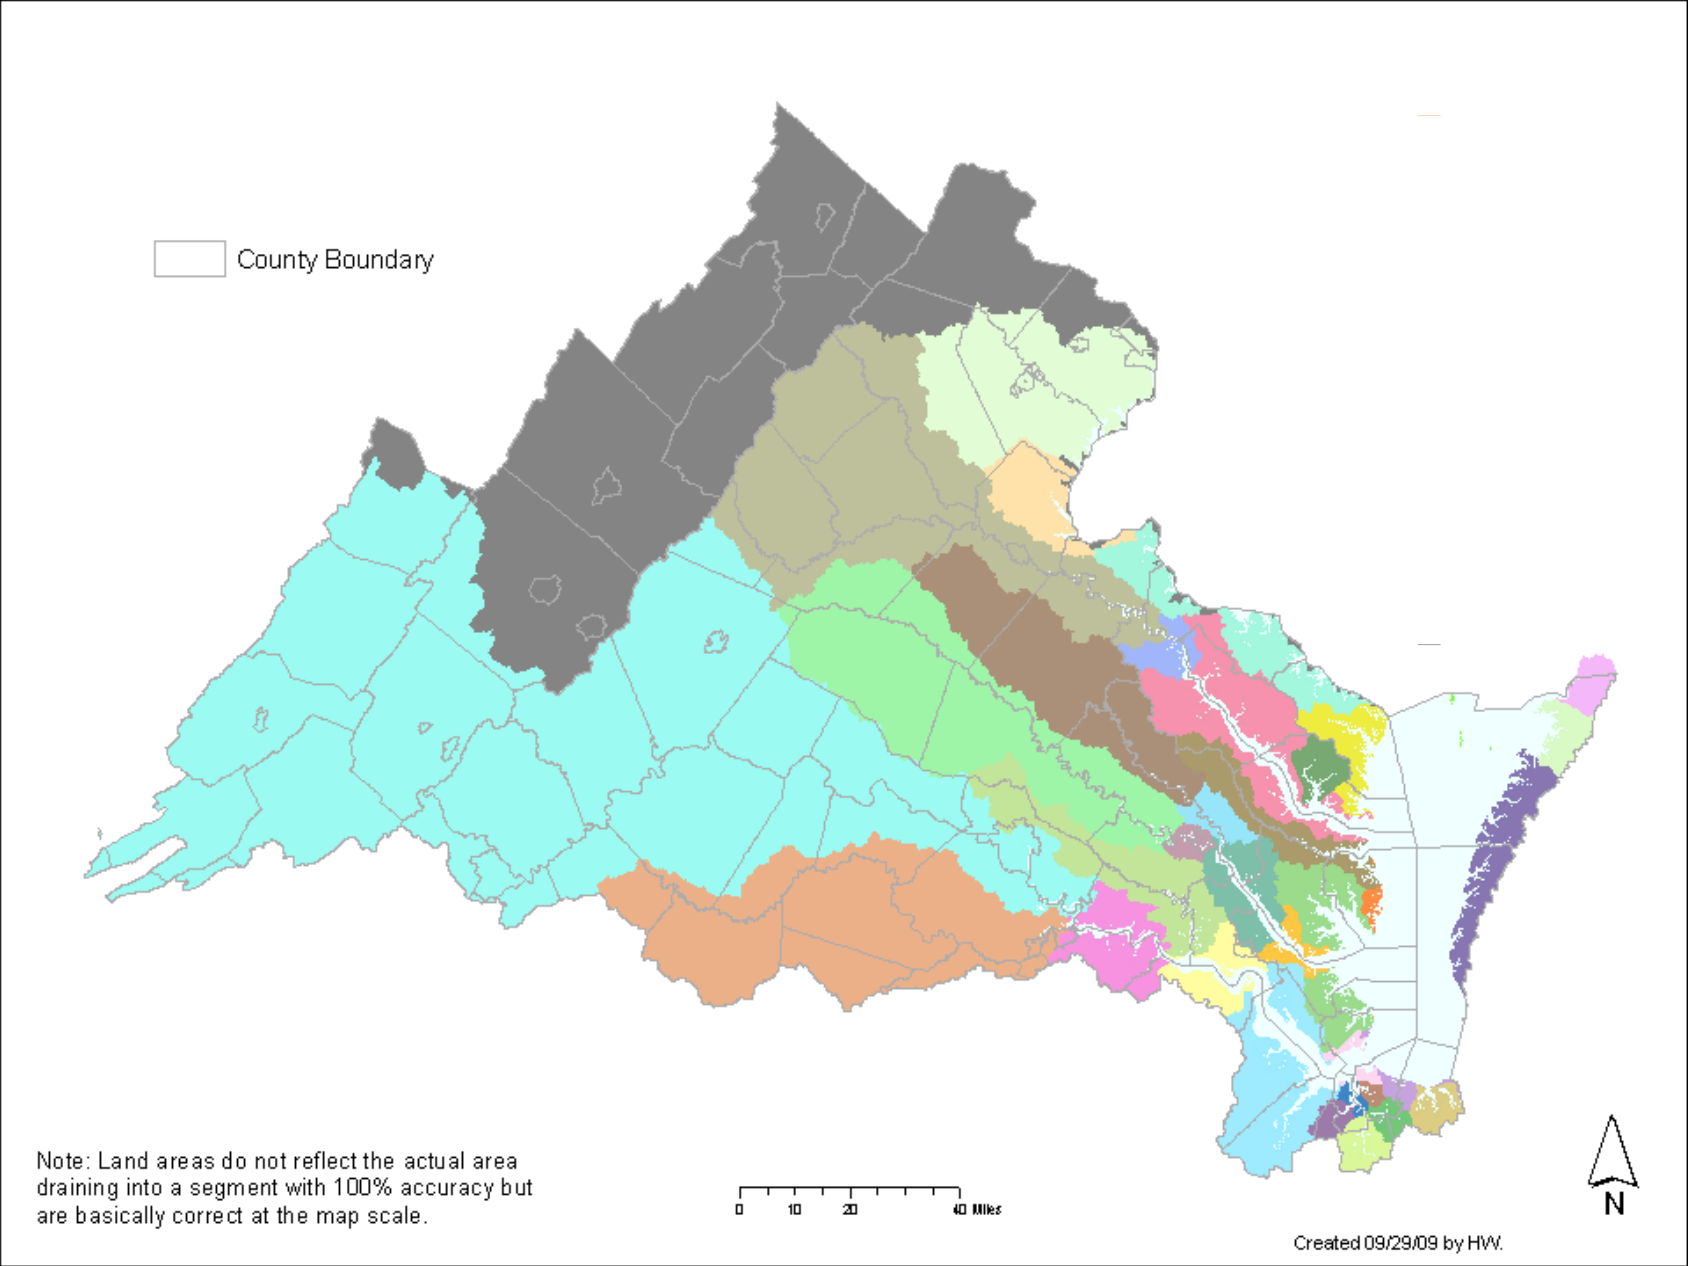 County Boundary
Note: Land areas do not reflect the actual area
draining into a segment with 100% accuracy but
are basically correct at the map scale.
0 10 20 40 Miles
N
Created 09/29/09 by HW.